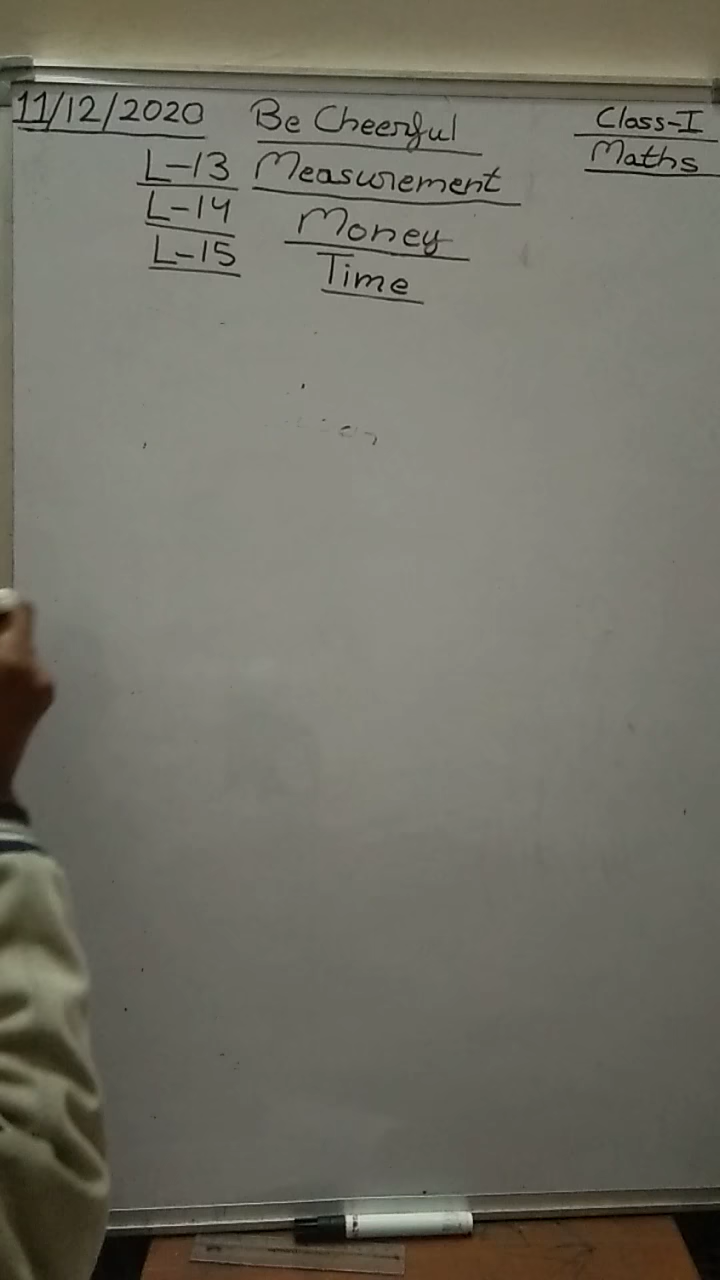 11/12/2020 Be Cheerful Class-I
Maths
L-13 Measurement
L-14 Money
L-15 Time